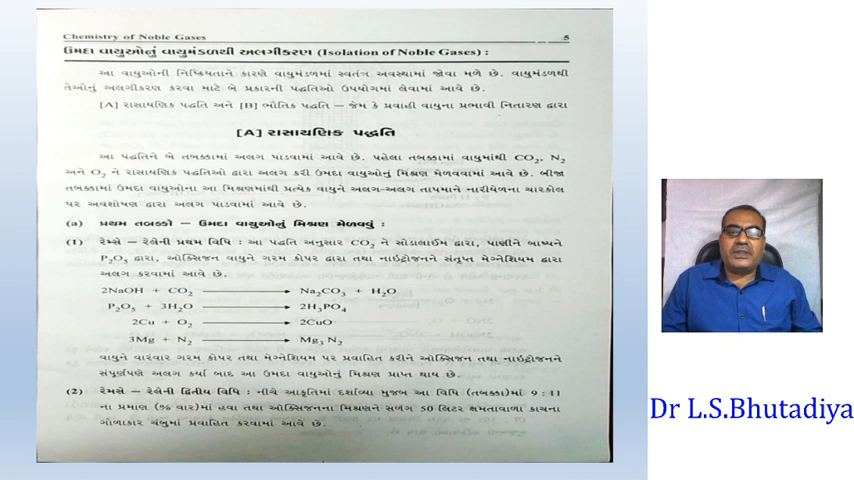 Chemistry of Noble Gases 5
ઉમદા વાયુઓનું વાયુમંડળથી અલગીકરણ (Isolation of Noble Gases) :
આ વાયુઓની નિષ્ક્રિયતાને કારણે વાયુમંડળમાં સ્વતંત્ર અવસ્થામાં જોવા મળે છે. વાયુમંડળથી
તેઓનું અલગીકરણ કરવા માટે બે પ્રકારની પદ્ધતિઓ ઉપયોગમાં લેવામાં આવે છે.
[A] રાસાયણિક પદ્ધતિ અને [B] ભૌતિક પદ્ધતિ – જેમ કે પ્રવાહી વાયુના પ્રભાવી નિતારણ દ્વારા
[A] રાસાયણિક પદ્ધતિ
આ પદ્ધતિને બે તબક્કામાં અલગ પાડવામાં આવે છે. પહેલા તબક્કામાં વાયુમાંથી CO₂, N₂
અને O₂ ને રાસાયણિક પદ્ધતિઓ દ્વારા અલગ કરી ઉમદા વાયુઓનું મિશ્રણ મેળવવામાં આવે છે. બીજા
તબક્કામાં ઉમદા વાયુઓના આ મિશ્રણમાંથી પ્રત્યેક વાયુને અલગ-અલગ તાપમાને નારીયેળના ચારકોલ
પર અવશોષણ દ્વારા અલગ પાડવામાં આવે છે.
(a) પ્રથમ તબક્કો – ઉમદા વાયુઓનું મિશ્રણ મેળવવું :
(1) રેમ્સે – રેલેની પ્રથમ વિધિ : આ પદ્ધતિ અનુસાર CO₂ ને સોડાલાઈમ દ્વારા, પાણીને બાષ્પને
P₂O₅ દ્વારા, ઓક્સિજન વાયુને ગરમ કોપર દ્વારા તથા નાઇટ્રોજનને સંતૃપ્ત મેગ્નેશિયમ દ્વારા
અલગ કરવામાં આવે છે.
2NaOH + CO₂ ⟶ Na₂CO₃ + H₂O
P₂O₅ + 3H₂O ⟶ 2H₃PO₄
2Cu + O₂ ⟶ 2CuO
3Mg + N₂ ⟶ Mg₃ N₂
વાયુને વારંવાર ગરમ કોપર તથા મેગ્નેશિયમ પર પ્રવાહિત કરીને ઓક્સિજન તથા નાઇટ્રોજનને
સંપૂર્ણપણે અલગ કર્યા બાદ આ ઉમદા વાયુઓનું મિશ્રણ પ્રાપ્ત થાય છે.
(2) રેમસે – રેલેની દ્વિતીય વિધિ : નીચે આકૃતિમાં દર્શાવ્યા મુજબ આ વિધિ (તબક્કા)માં 9 : 11
ના પ્રમાણ (જી વાર)માં હવા તથા ઓક્સિજનના મિશ્રણને સળંગ 50 લિટર ક્ષમતાવાળા કાચના
ગોળાકાર ચંબુમાં પ્રવાહિત કરવામાં આવે છે.
Dr L.S.Bhutadiya